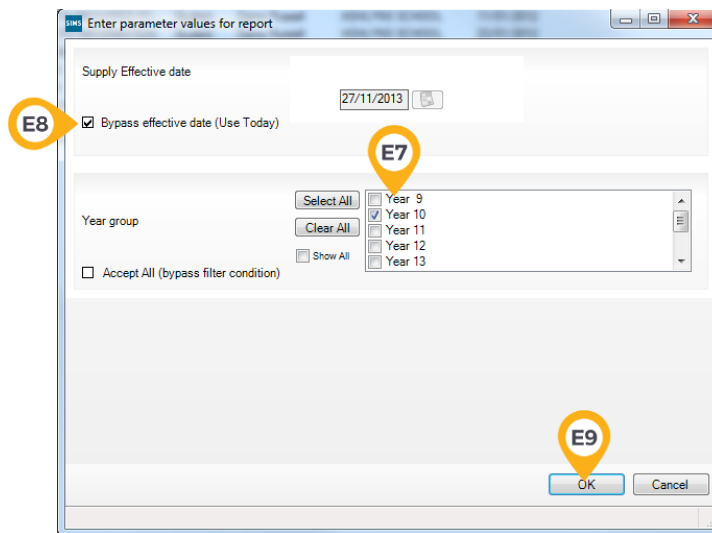 SIMS Enter parameter values for report
Supply Effective date
27/11/2013
E8
Bypass effective date (Use Today)
E7
Year group
Select All
Clear All
Show All
Year 9
Year 10
Year 11
Year 12
Year 13
Accept All (bypass filter condition)
E9
OK
Cancel